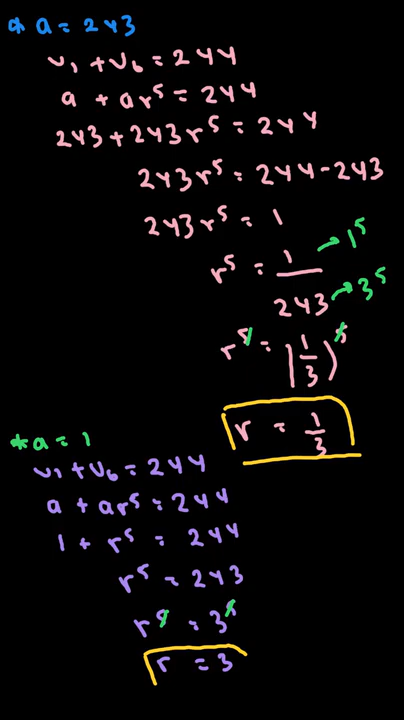 * a = 243
U₁ + U₆ = 244
a + ar⁵ = 244
243 + 243r⁵ = 244
243r⁵ = 244 - 243
243r⁵ = 1
r⁵ = 1/243 → 1⁵ → 3⁵
r⁵ = (1/3)⁵
r = 1/3
* a = 1
U₁ + U₆ = 244
a + ar⁵ = 244
1 + r⁵ = 244
r⁵ = 243
r⁵ = 3⁵
r = 3